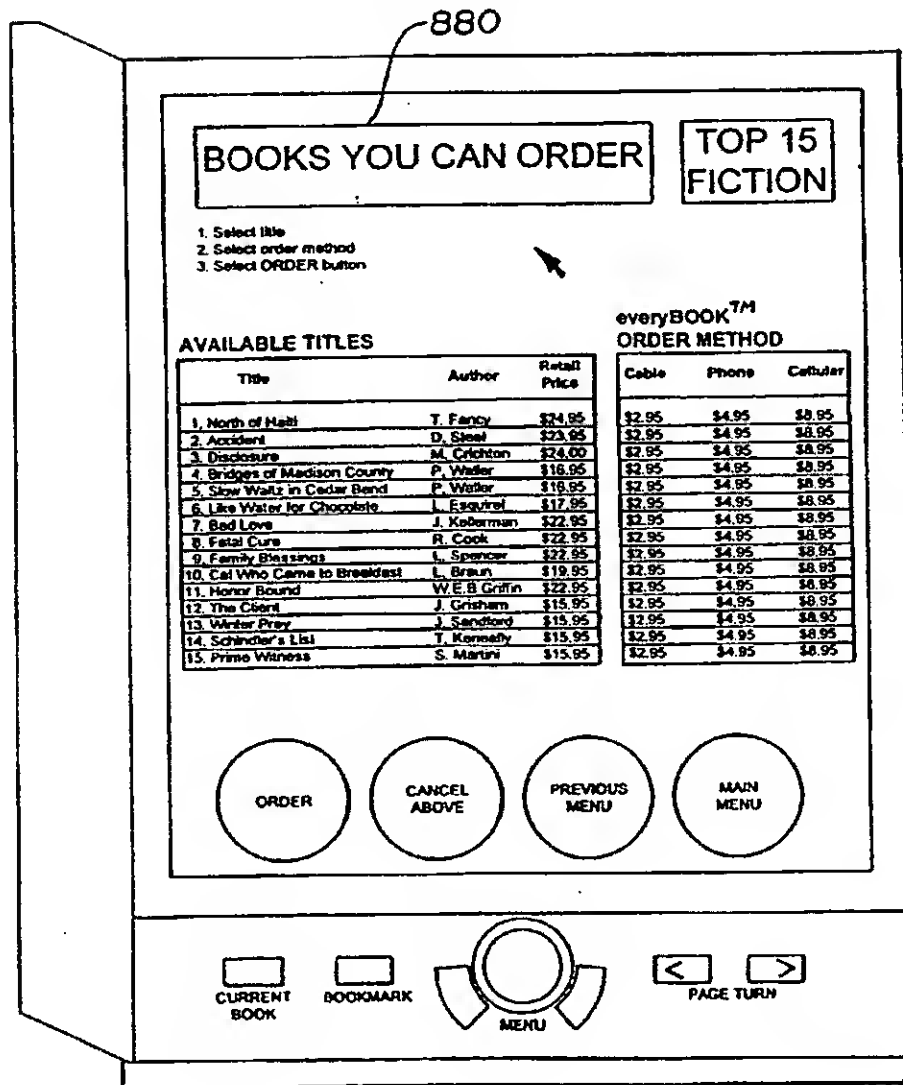 880
BOOKS YOU CAN ORDER
TOP 15
FICTION
1. Select title
2. Select order method
3. Select ORDER button
AVAILABLE TITLES
everyBOOK™
ORDER METHOD
Title Author Retail Price Cable Phone Cellular
1. North of Haiti T. Fancy $24.95 $2.95 $4.95 $8.95
2. Accident D. Steel $23.95 $2.95 $4.95 $8.95
3. Disclosure M. Crichton $24.00 $2.95 $4.95 $8.95
4. Bridges of Madison County P. Waller $16.95 $2.95 $4.95 $8.95
5. Slow Waltz in Cedar Bend P. Waller $16.95 $2.95 $4.95 $8.95
6. Like Water for Chocolate L. Esquirel $17.95 $2.95 $4.95 $8.95
7. Bad Love J. Kellerman $22.95 $2.95 $4.95 $8.95
8. Fatal Cure R. Cook $22.95 $2.95 $4.95 $8.95
9. Family Blessings L. Spencer $22.95 $2.95 $4.95 $8.95
10. Cat Who Came to Breakfast L. Braun $19.95 $2.95 $4.95 $8.95
11. Honor Bound W.E.B Griffin $22.95 $2.95 $4.95 $8.95
12. The Client J. Grisham $15.95 $2.95 $4.95 $8.95
13. Winter Prey J. Sandford $15.95 $2.95 $4.95 $8.95
14. Schindler's List T. Keneally $15.95 $2.95 $4.95 $8.95
15. Prime Witness S. Martini $15.95 $2.95 $4.95 $8.95
ORDER
CANCEL
ABOVE
PREVIOUS
MENU
MAIN
MENU
CURRENT
BOOK
BOOKMARK
MENU
< >
PAGE TURN